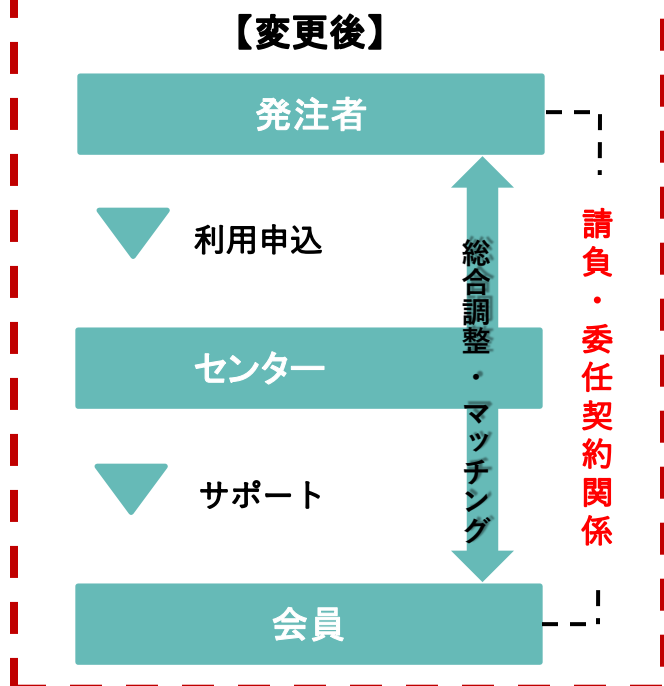 【変更後】
発注者
利用申込
総合調整・マッチング
請負・委任契約関係
センター
サポート
会員